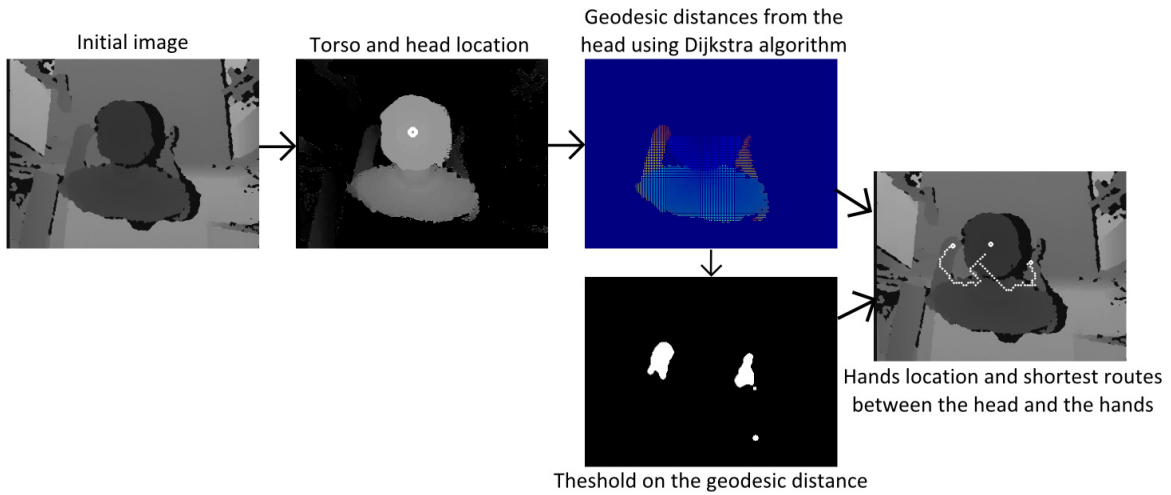 Initial image
Torso and head location
Geodesic distances from the
head using Dijkstra algorithm
Hands location and shortest routes
between the head and the hands
Theshold on the geodesic distance